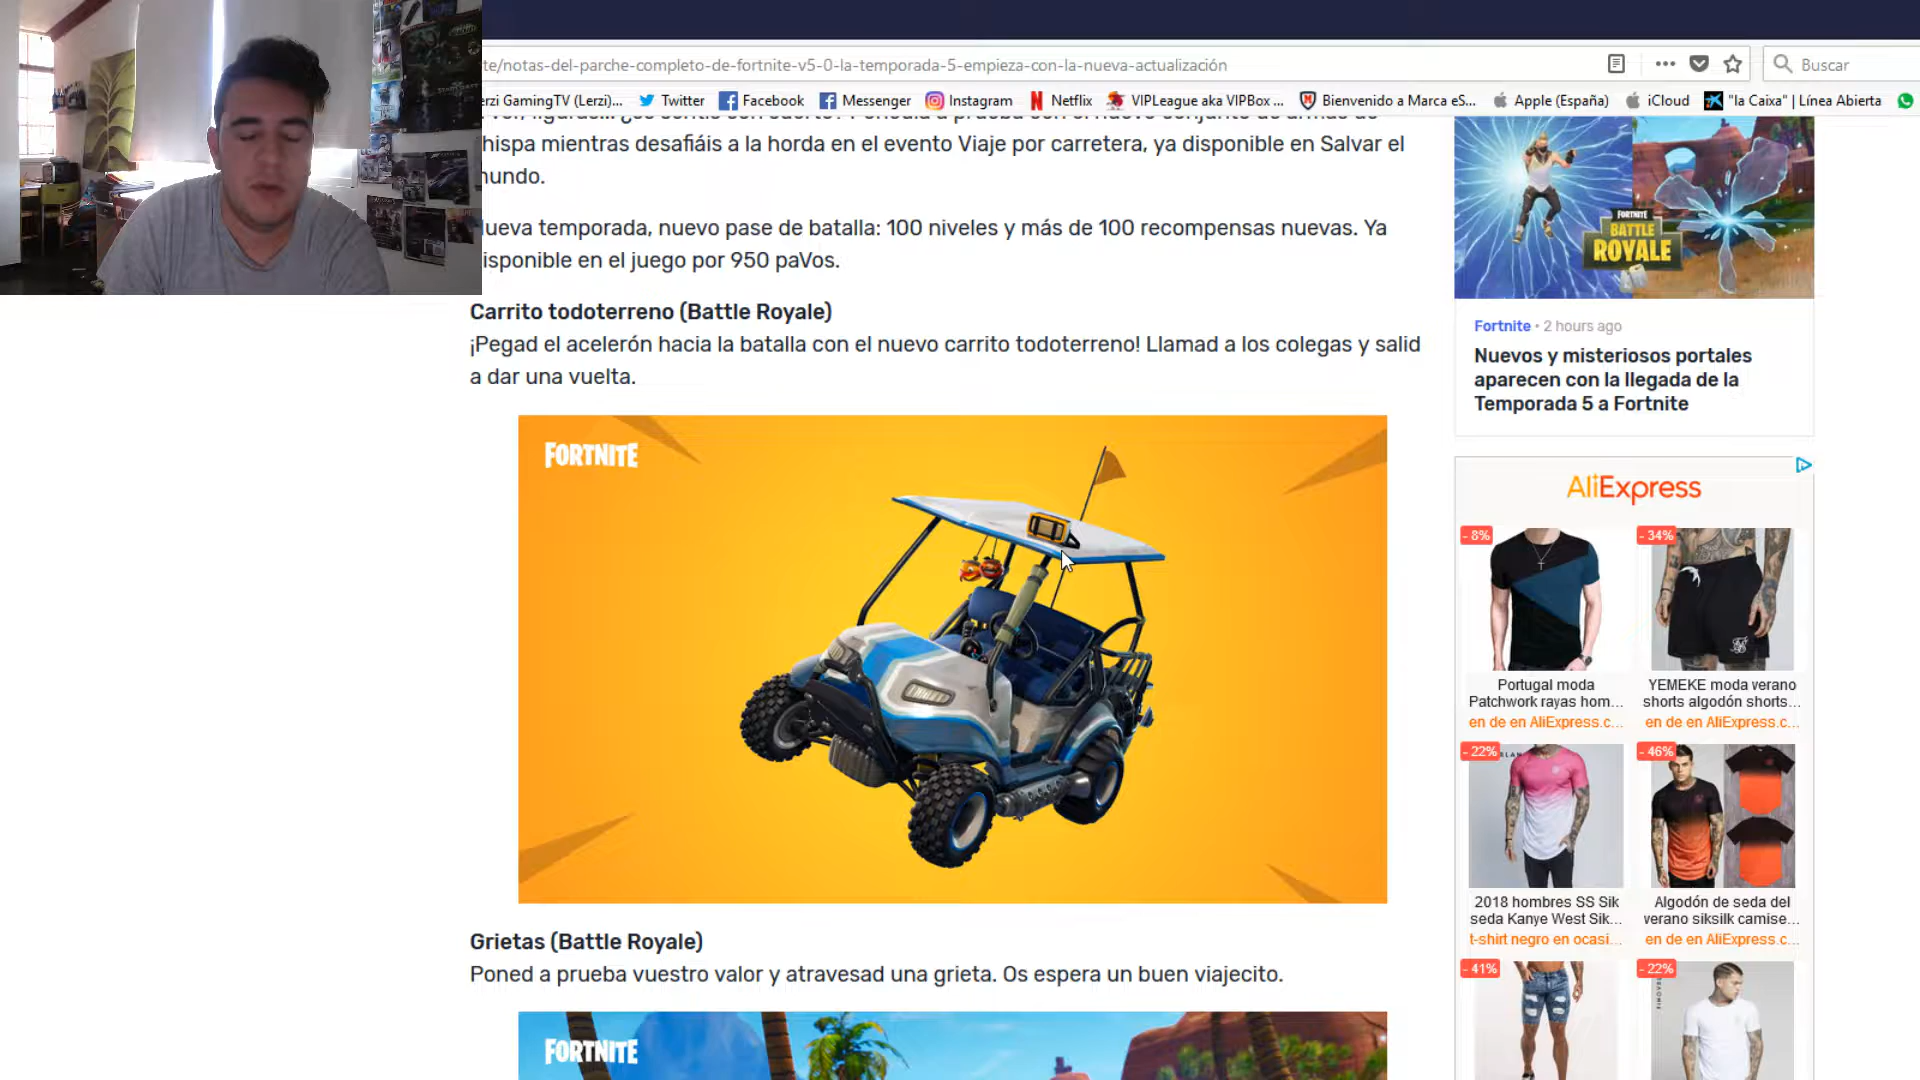 te/notas-del-parche-completo-de-fortnite-v5-0-la-temporada-5-empieza-con-la-nueva-actualización
Buscar
erzi GamingTV (Lerzi)... Twitter Facebook Messenger Instagram Netflix VIPLeague aka VIPBox ... Bienvenido a Marca eS... Apple (España) iCloud "la Caixa" | Línea Abierta
hispa mientras desafiáis a la horda en el evento Viaje por carretera, ya disponible en Salvar el
undo.
ueva temporada, nuevo pase de batalla: 100 niveles y más de 100 recompensas nuevas. Ya
isponible en el juego por 950 paVos.
Carrito todoterreno (Battle Royale)
¡Pegad el acelerón hacia la batalla con el nuevo carrito todoterreno! Llamad a los colegas y salid
a dar una vuelta.
FORTNITE
Grietas (Battle Royale)
Poned a prueba vuestro valor y atravesad una grieta. Os espera un buen viajecito.
FORTNITE
FORTNITE
BATTLE
ROYALE
Fortnite • 2 hours ago
Nuevos y misteriosos portales
aparecen con la llegada de la
Temporada 5 a Fortnite
AliExpress
- 8%
Portugal moda
Patchwork rayas hom...
en de en AliExpress.c...
- 34%
YEMEKE moda verano
shorts algodón shorts...
en de en AliExpress.c...
- 22%
2018 hombres SS Sik
seda Kanye West Sik...
t-shirt negro en ocasi...
- 46%
Algodón de seda del
verano siksilk camise...
en de en AliExpress.c...
- 41%
- 22%